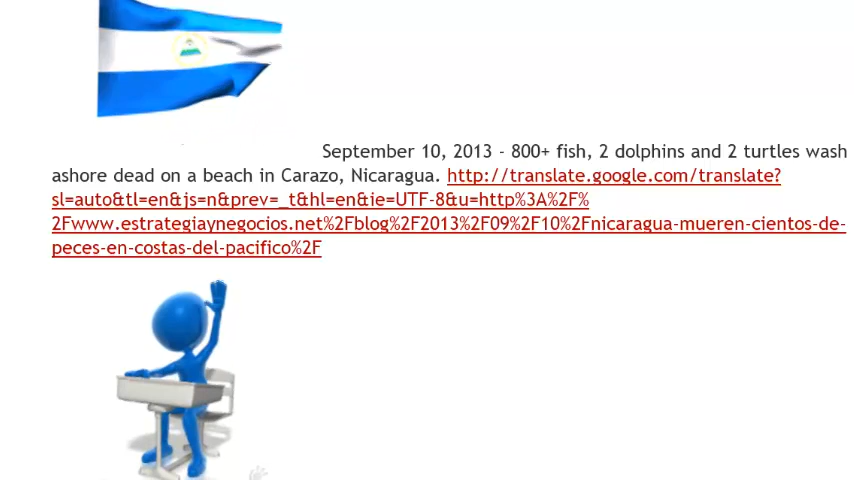 September 10, 2013 - 800+ fish, 2 dolphins and 2 turtles wash
ashore dead on a beach in Carazo, Nicaragua. http://translate.google.com/translate?
sl=auto&tl=en&js=n&prev=_t&hl=en&ie=UTF-8&u=http%3A%2F%
2Fwww.estrategiaynegocios.net%2Fblog%2F2013%2F09%2F10%2Fnicaragua-mueren-cientos-de-
peces-en-costas-del-pacifico%2F